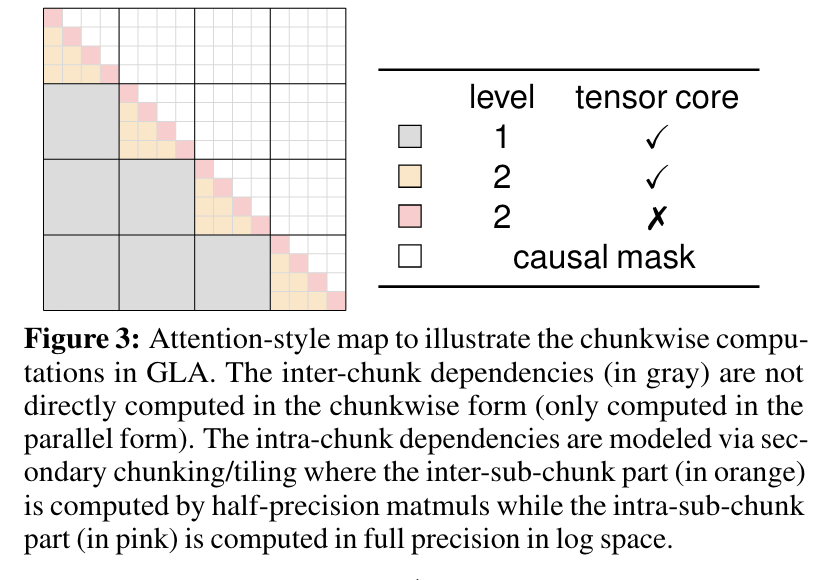 level tensor core
1 ✓
2 ✓
2 ✗
causal mask
Figure 3: Attention-style map to illustrate the chunkwise compu-
tations in GLA. The inter-chunk dependencies (in gray) are not
directly computed in the chunkwise form (only computed in the
parallel form). The intra-chunk dependencies are modeled via sec-
ondary chunking/tiling where the inter-sub-chunk part (in orange)
is computed by half-precision matmuls while the intra-sub-chunk
part (in pink) is computed in full precision in log space.